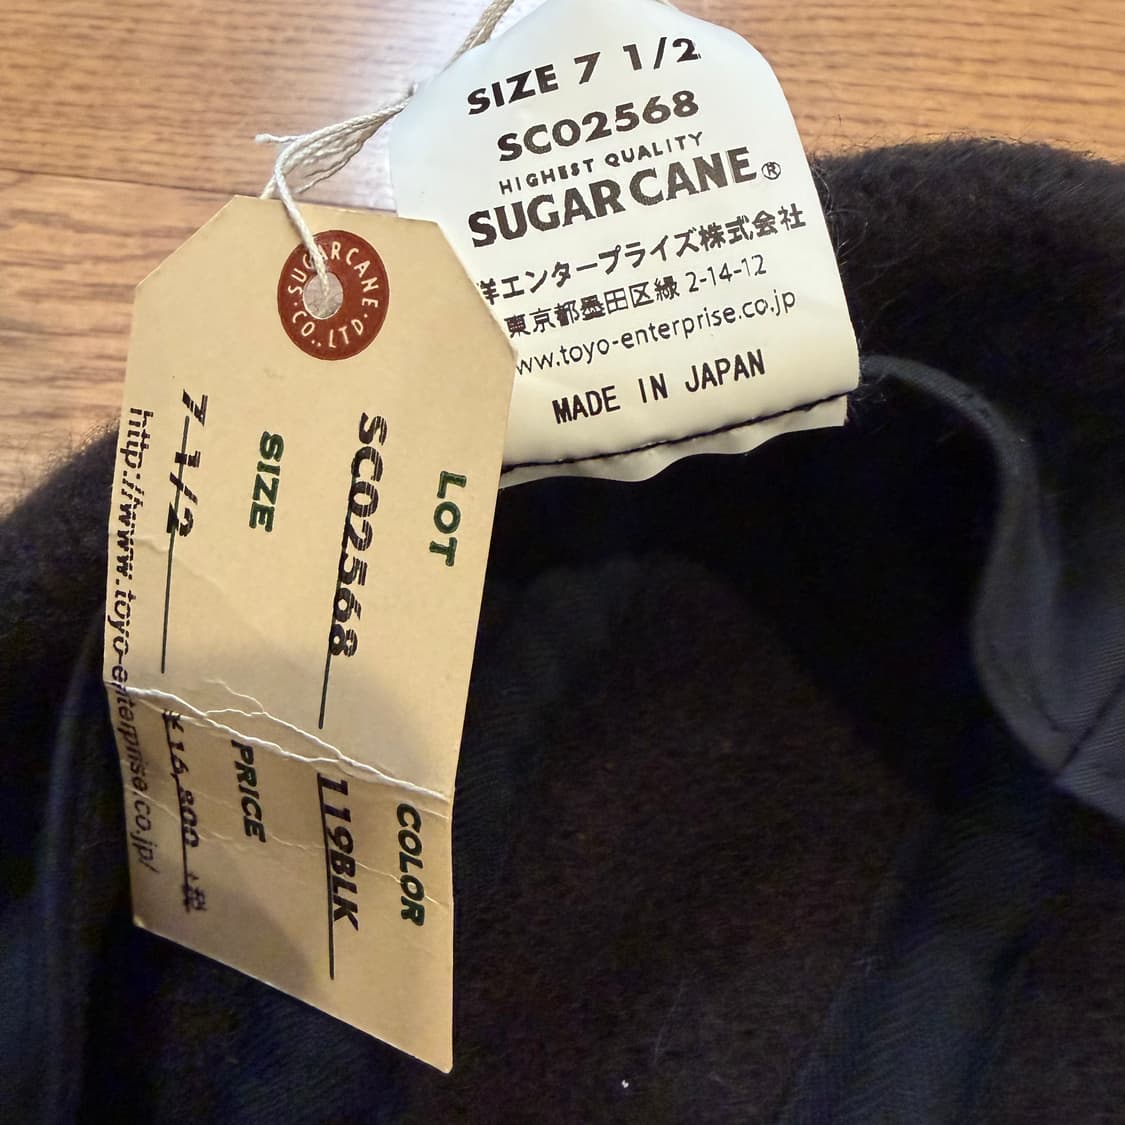 SIZE 7 1/2
SC02568
HIGHEST QUALITY
SUGAR CANE®
洋エンタープライズ株式会社
東京都墨田区緑 2-14-12
www.toyo-enterprise.co.jp
MADE IN JAPAN
SUGAR CANE
CO., LTD.
LOT
SC02568
COLOR
119BLK
SIZE
7 1/2
PRICE
¥16,800
http://www.toyo-enterprise.co.jp/